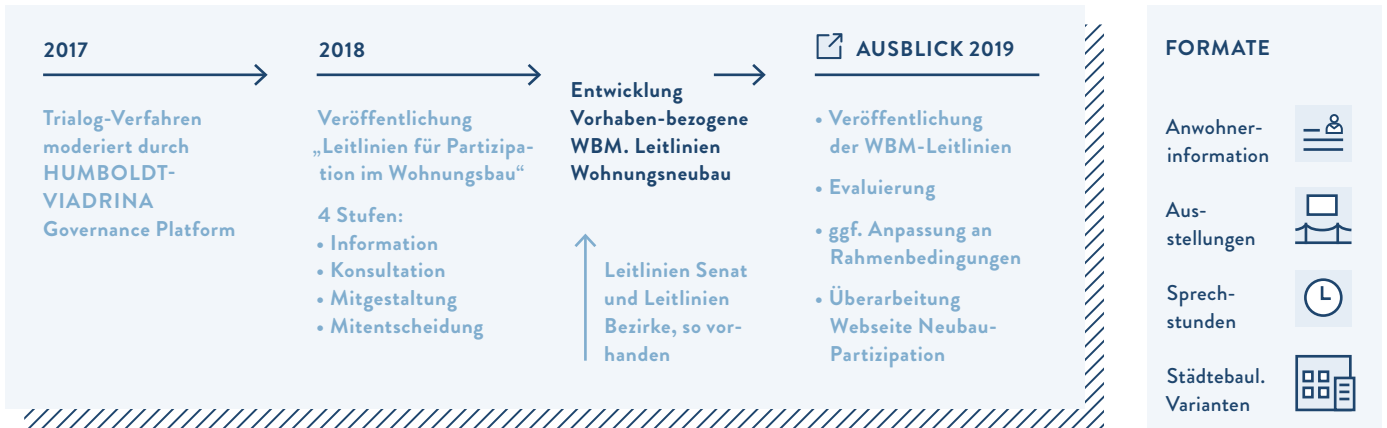 2017
Trialog-Verfahren
moderiert durch
HUMBOLDT-
VIADRINA
Governance Platform
2018
Veröffentlichung
„Leitlinien für Partizipa-
tion im Wohnungsbau“
4 Stufen:
• Information
• Konsultation
• Mitgestaltung
• Mitentscheidung
Entwicklung
Vorhaben-bezogene
WBM. Leitlinien
Wohnungsneubau
Leitlinien Senat
und Leitlinien
Bezirke, so vor-
handen
AUSBLICK 2019
• Veröffentlichung
der WBM-Leitlinien
• Evaluierung
• ggf. Anpassung an
Rahmenbedingungen
• Überarbeitung
Webseite Neubau-
Partizipation
FORMATE
Anwohner-
information
Aus-
stellungen
Sprech-
stunden
Städtebaul.
Varianten